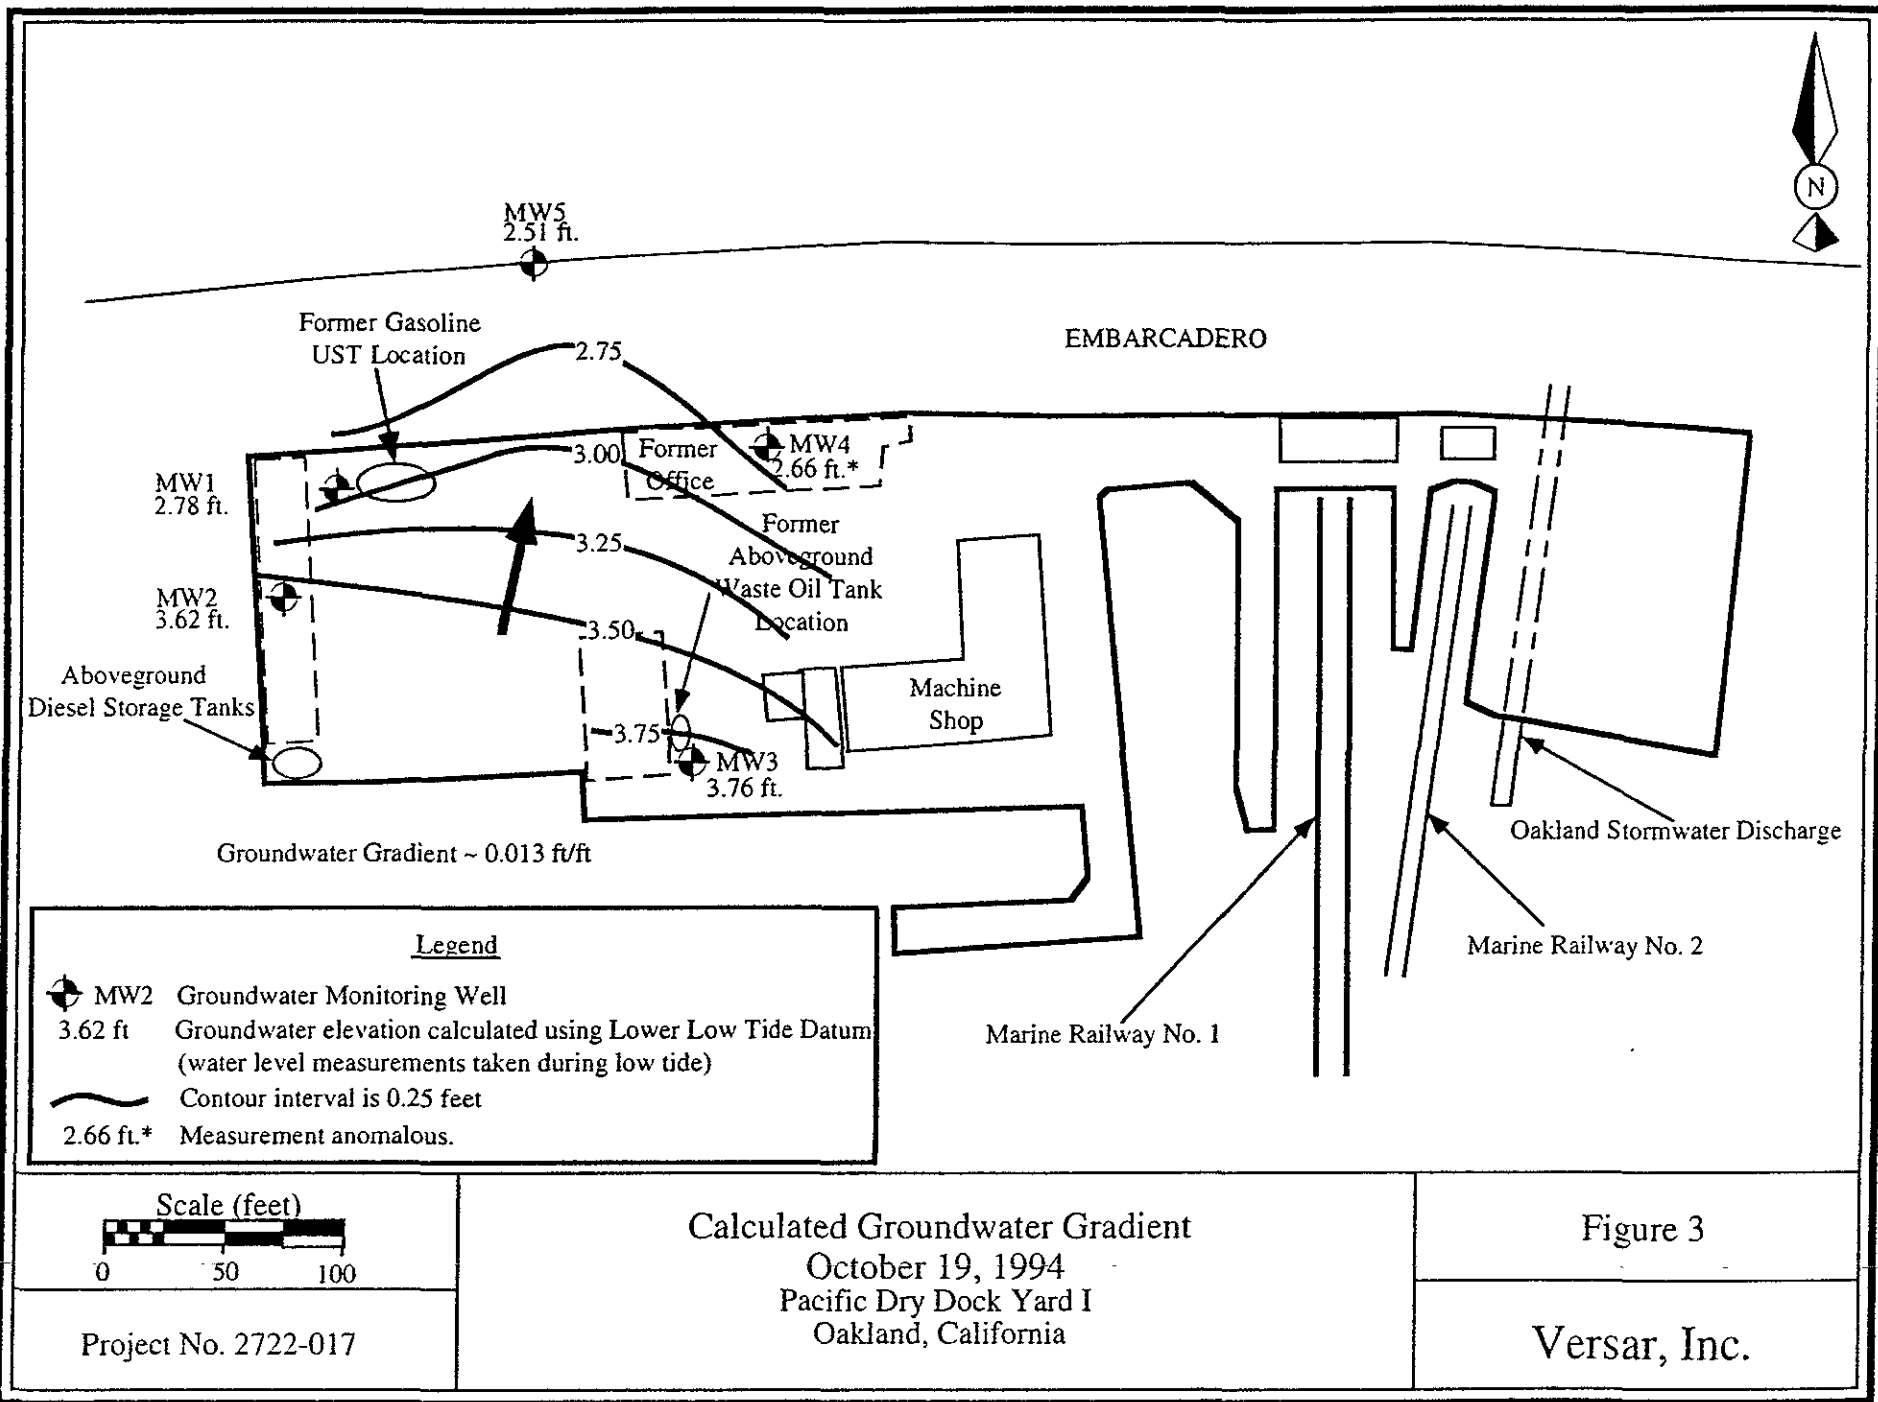 N
MW5
2.51 ft.
Former Gasoline
UST Location
EMBARCADERO
2.75
3.00
Former
Office
MW4
2.66 ft.*
MW1
2.78 ft.
Former
Aboveground
Waste Oil Tank
Location
3.25
MW2
3.62 ft.
3.50
Aboveground
Diesel Storage Tanks
Machine
Shop
3.75
MW3
3.76 ft.
Oakland Stormwater Discharge
Groundwater Gradient ~ 0.013 ft/ft
Marine Railway No. 2
Marine Railway No. 1
Legend
MW2 Groundwater Monitoring Well
3.62 ft Groundwater elevation calculated using Lower Low Tide Datum
(water level measurements taken during low tide)
Contour interval is 0.25 feet
2.66 ft.* Measurement anomalous.
Scale (feet)
0 50 100
Project No. 2722-017
Calculated Groundwater Gradient
October 19, 1994
Pacific Dry Dock Yard I
Oakland, California
Figure 3
Versar, Inc.